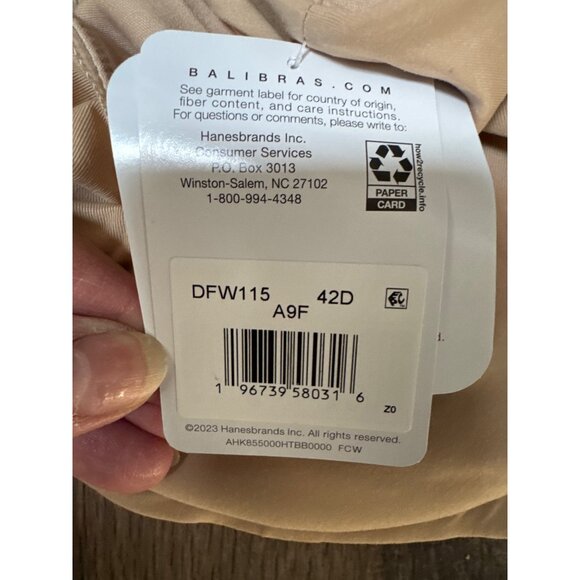 BALIBRAS.COM
See garment label for country of origin,
fiber content, and care instructions.
For questions or comments, please write to:
Hanesbrands Inc.
Consumer Services
P.O. Box 3013
Winston-Salem, NC 27102
1-800-994-4348
PAPER
CARD
how2recycle.info
DFW115 42D
A9F
1 96739 58031 6
Z0
©2023 Hanesbrands Inc. All rights reserved.
AHK855000HTBB0000 FCW
d.